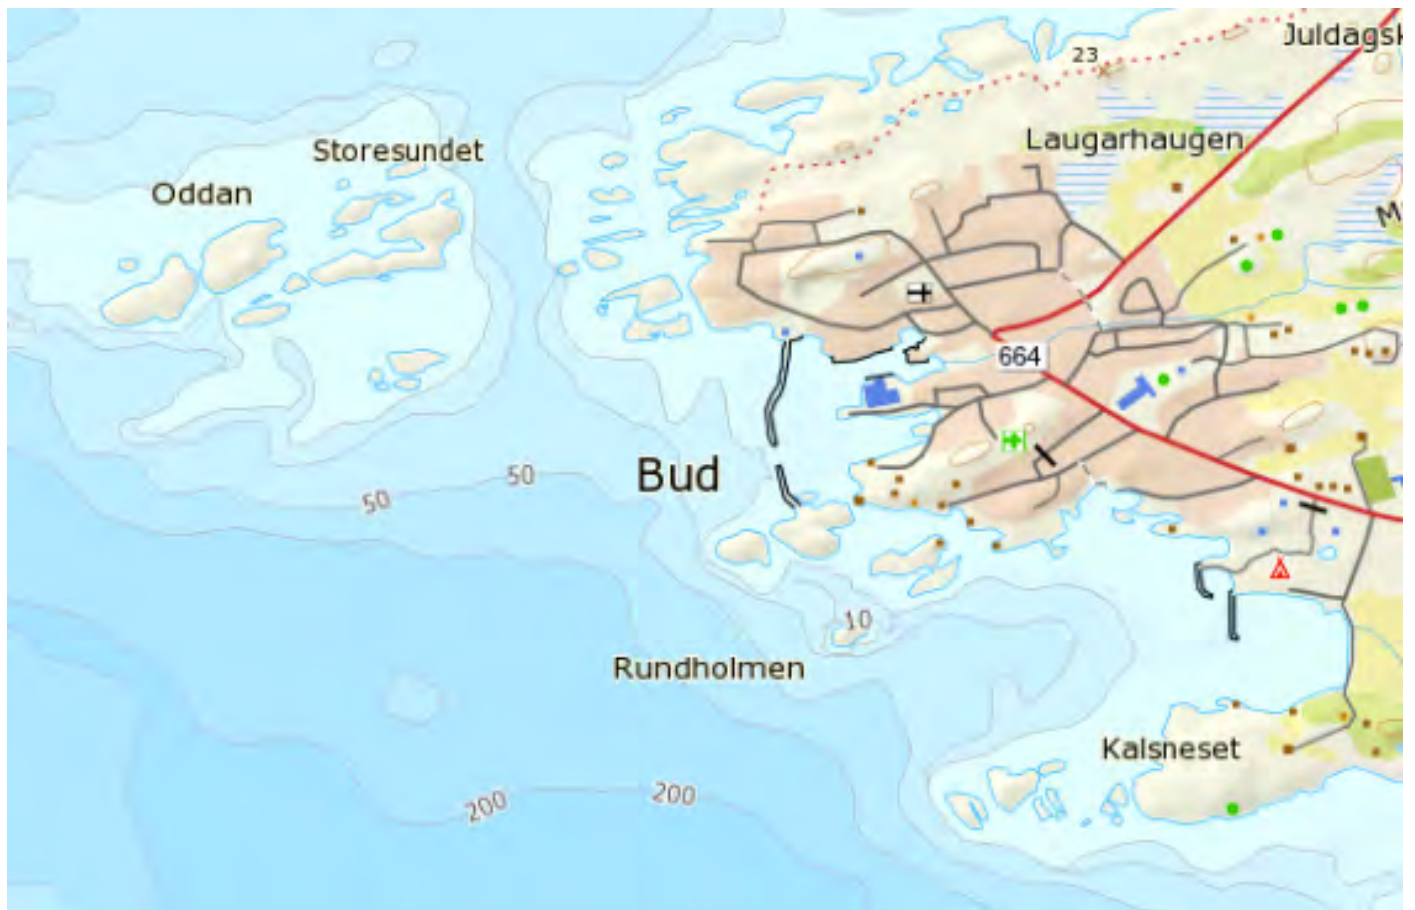 Juldagsk
23
Laugarhaugen
Storesundet
Oddan
M
664
Bud
50
50
10
Rundholmen
Kalsneset
200
200